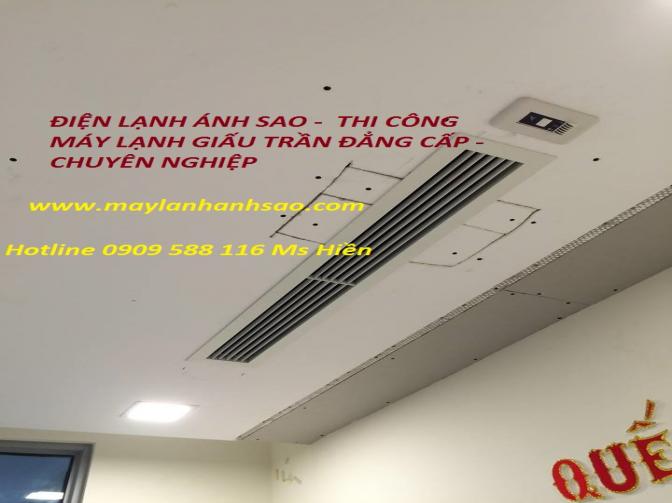 ĐIỆN LẠNH ÁNH SAO - THI CÔNG
MÁY LẠNH GIẤU TRẦN ĐẲNG CẤP -
CHUYÊN NGHIỆP
www.maylanhanhsao.com
Hotline 0909 588 116 Ms Hiền
QUẾ